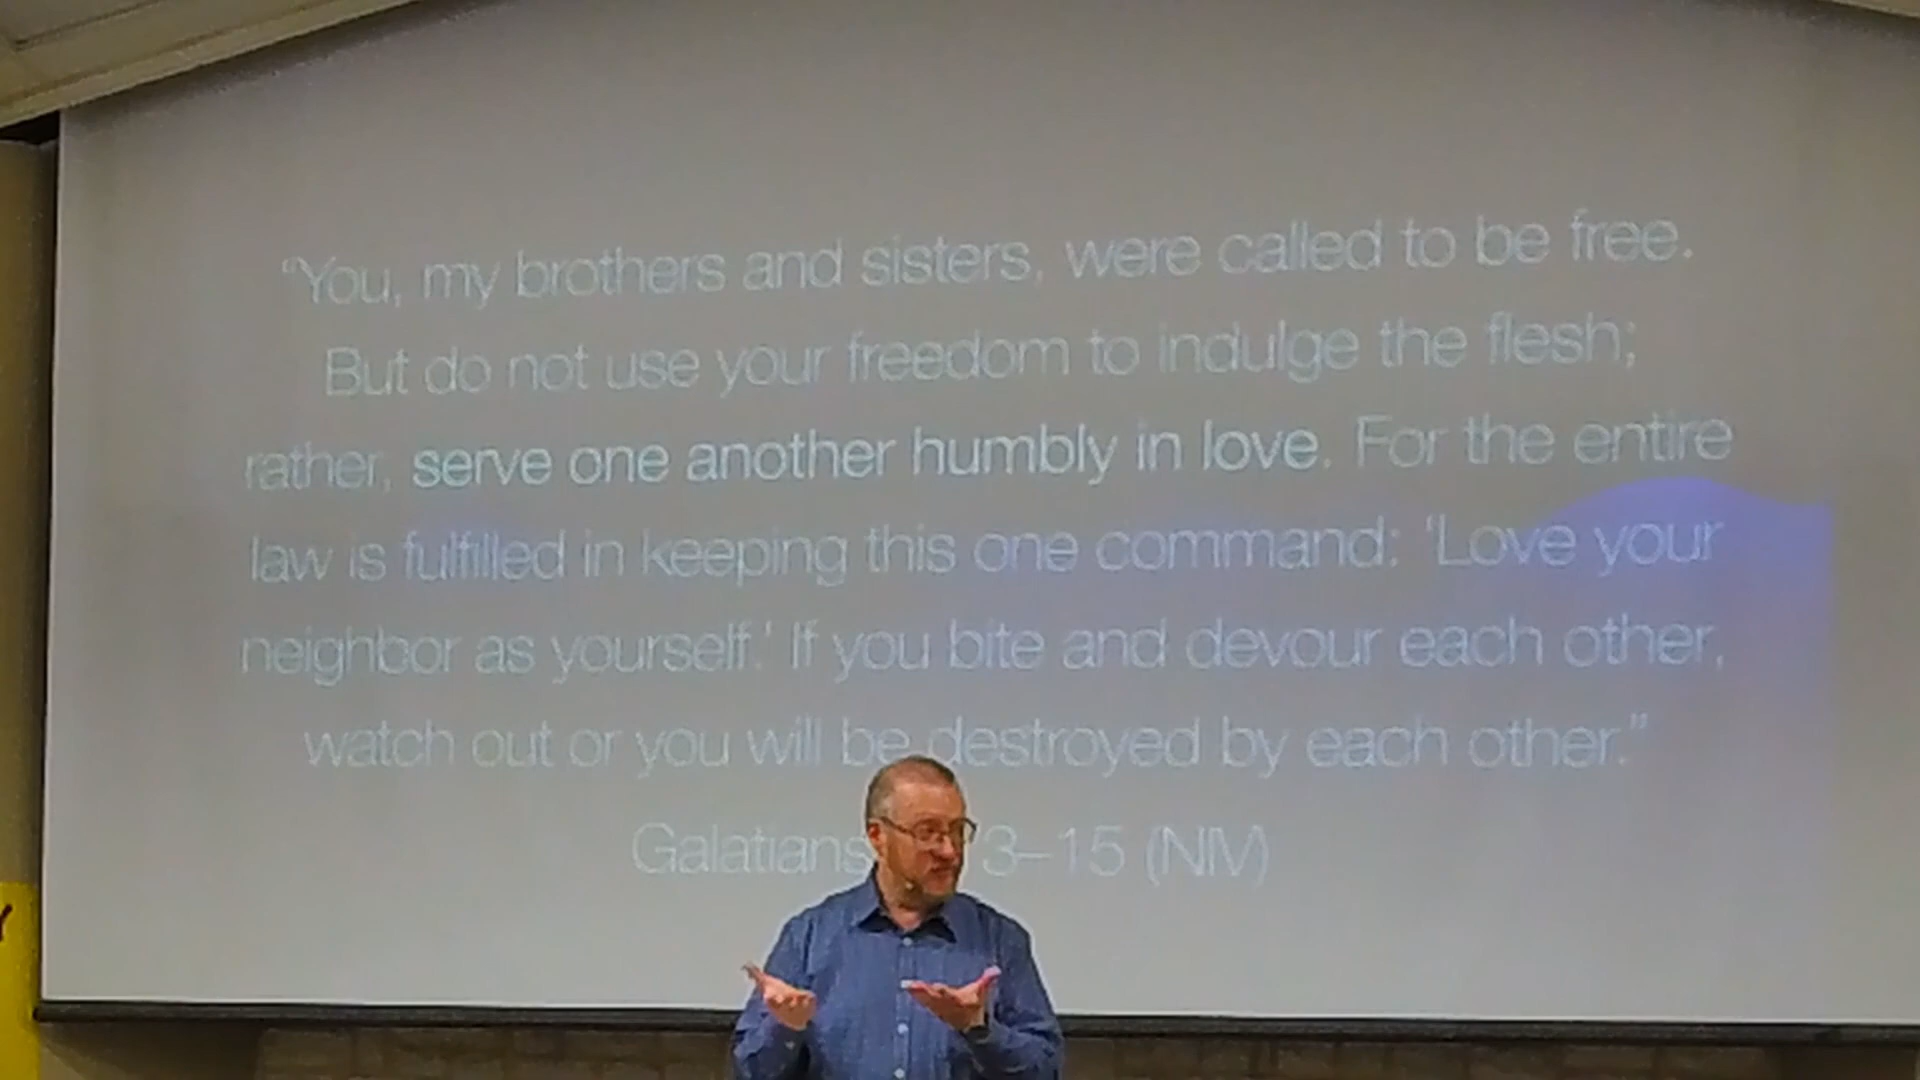 “You, my brothers and sisters, were called to be free.
But do not use your freedom to indulge the flesh;
rather, serve one another humbly in love. For the entire
law is fulfilled in keeping this one command: ‘Love your
neighbor as yourself.’ If you bite and devour each other,
watch out or you will be destroyed by each other.”
Galatians 3–15 (NIV)
Y